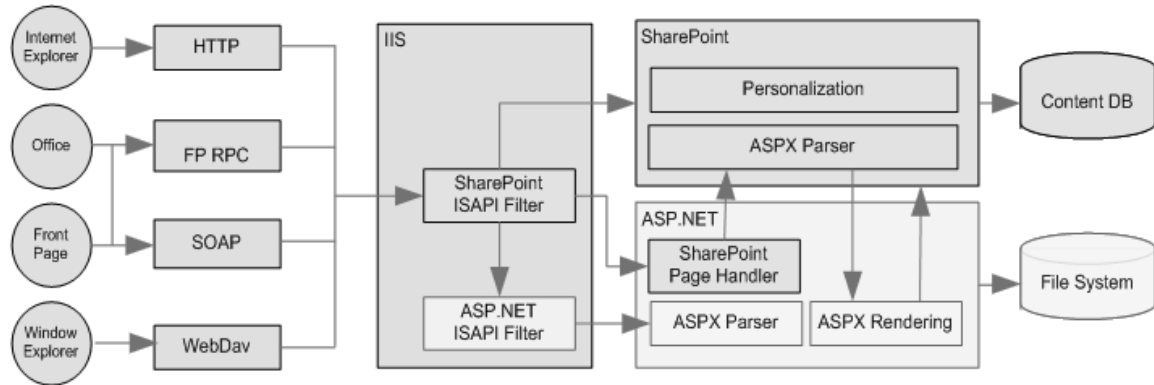 Internet
Explorer
HTTP
Office
FP RPC
Front
Page
SOAP
Window
Explorer
WebDav
IIS
SharePoint
ISAPI Filter
ASP.NET
ISAPI Filter
SharePoint
Personalization
ASPX Parser
ASP.NET
SharePoint
Page Handler
ASPX Parser
ASPX Rendering
Content DB
File System